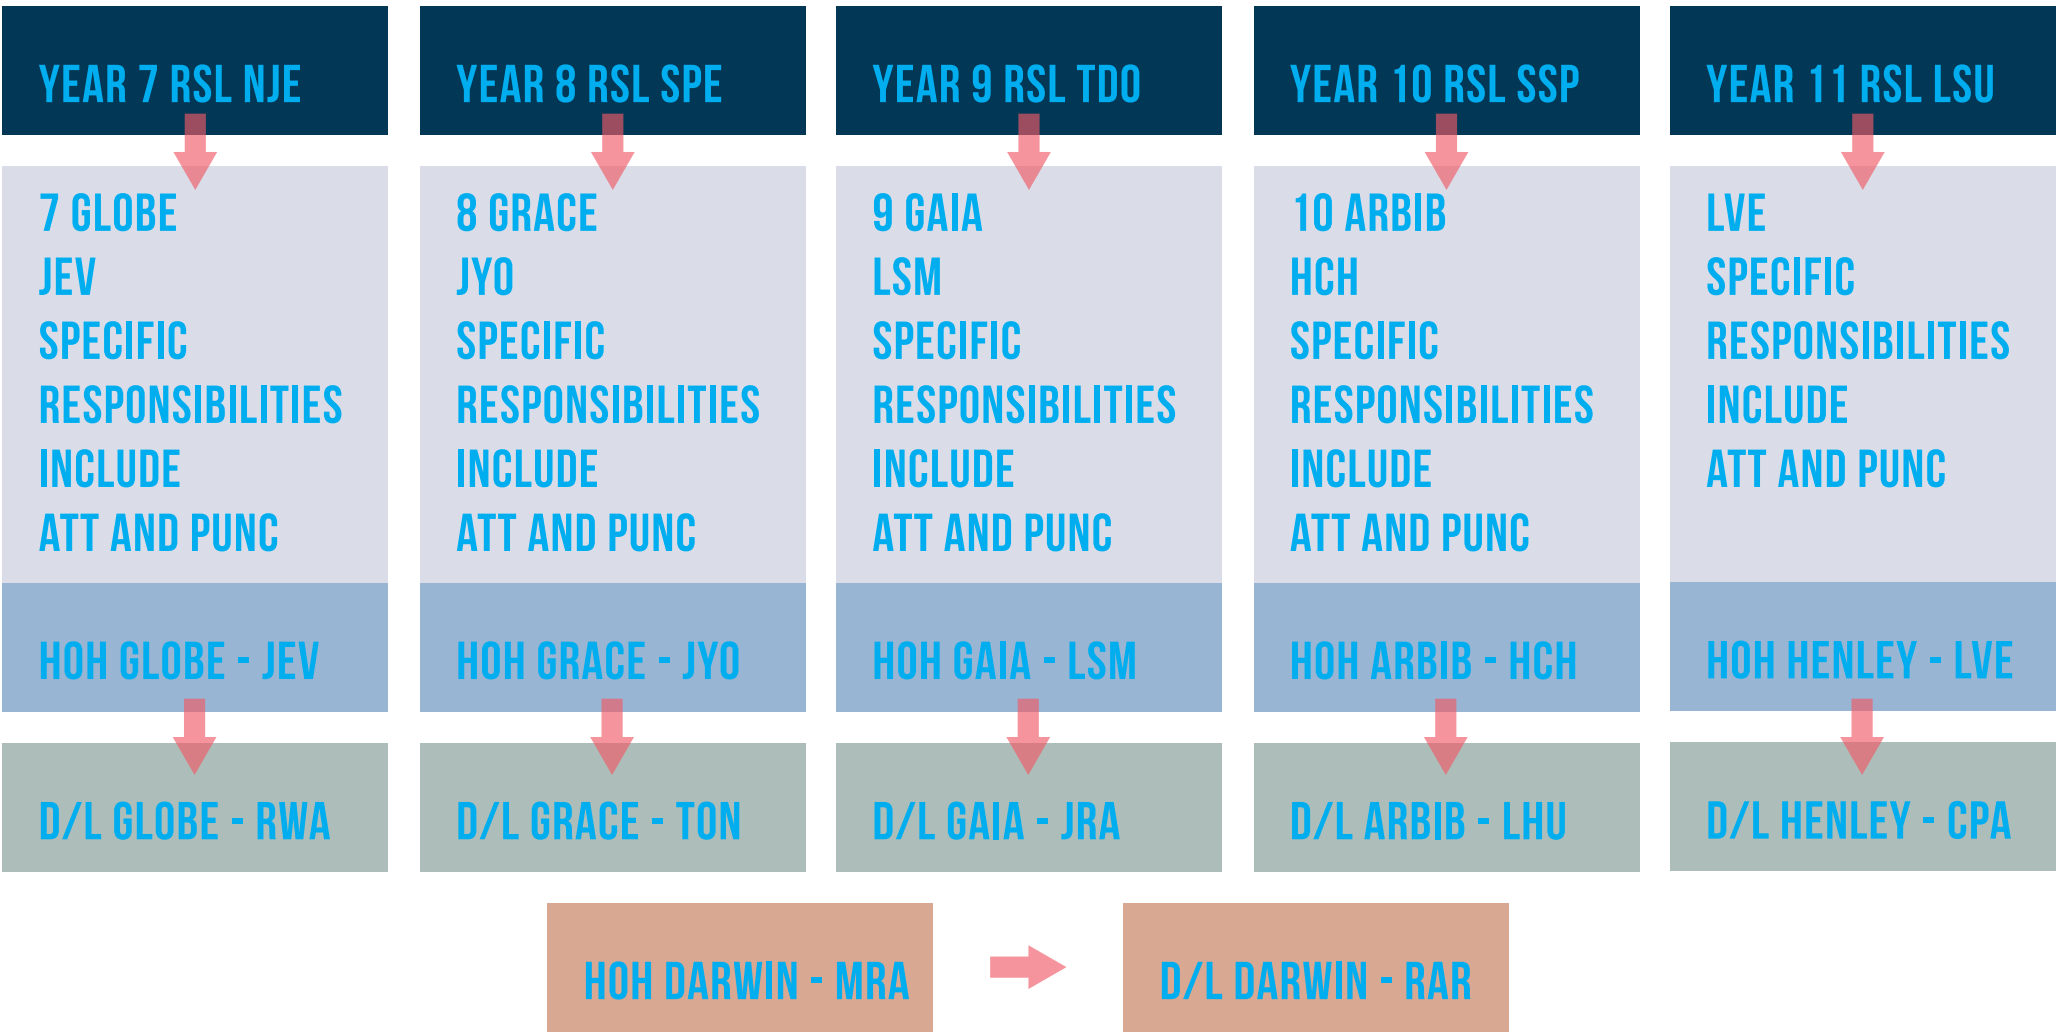 YEAR 7 RSL NJE
7 GLOBE
JEV
SPECIFIC
RESPONSIBILITIES
INCLUDE
ATT AND PUNC
HOH GLOBE - JEV
D/L GLOBE - RWA
YEAR 8 RSL SPE
8 GRACE
JYO
SPECIFIC
RESPONSIBILITIES
INCLUDE
ATT AND PUNC
HOH GRACE - JYO
D/L GRACE - TON
YEAR 9 RSL TDO
9 GAIA
LSM
SPECIFIC
RESPONSIBILITIES
INCLUDE
ATT AND PUNC
HOH GAIA - LSM
D/L GAIA - JRA
YEAR 10 RSL SSP
10 ARBIB
HCH
SPECIFIC
RESPONSIBILITIES
INCLUDE
ATT AND PUNC
HOH ARBIB - HCH
D/L ARBIB - LHU
YEAR 11 RSL LSU
LVE
SPECIFIC
RESPONSIBILITIES
INCLUDE
ATT AND PUNC
HOH HENLEY - LVE
D/L HENLEY - CPA
HOH DARWIN - MRA
D/L DARWIN - RAR